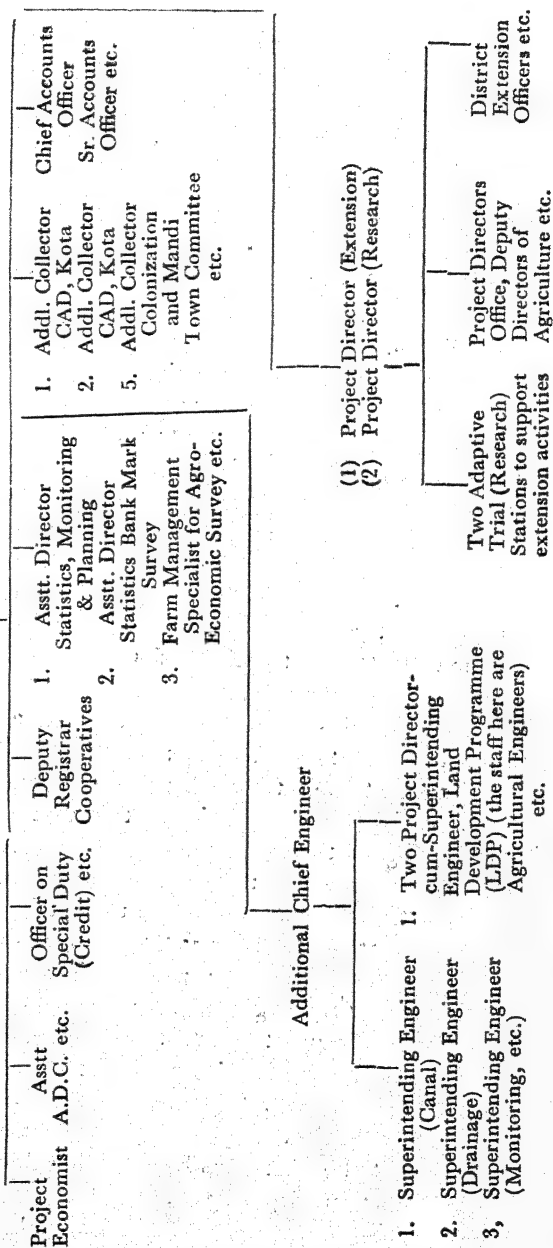 Project
Economist
Asstt
A.D.C. etc.
Officer on
Special Duty
(Credit) etc.
Deputy
Registrar
Cooperatives
1. Asstt. Director
Statistics, Monitoring
& Planning
2. Asstt. Director
Statistics Bank Mark
Survey
3. Farm Management
Specialist for Agro-
Economic Survey etc.
1. Addl. Collector
CAD, Kota
2. Addl. Collector
CAD, Kota
5. Addl. Collector
Colonization
and Mandi
Town Committee
etc.
Chief Accounts
Officer
Sr. Accounts
Officer etc.
Additional Chief Engineer
1. Superintending Engineer
(Canal)
2. Superintending Engineer
(Drainage)
3, Superintending Engineer
(Monitoring, etc.)
1. Two Project Director-
cum-Superintending
Engineer, Land
Development Programme
(LDP) (the staff here are
Agricultural Engineers)
etc.
(1) Project Director (Extension)
(2) Project Director (Research)
Two Adaptive
Trial (Research)
Stations to support
extension activities
Project Directors
Office, Deputy
Directors of
Agriculture etc.
District
Extension
Officers etc.